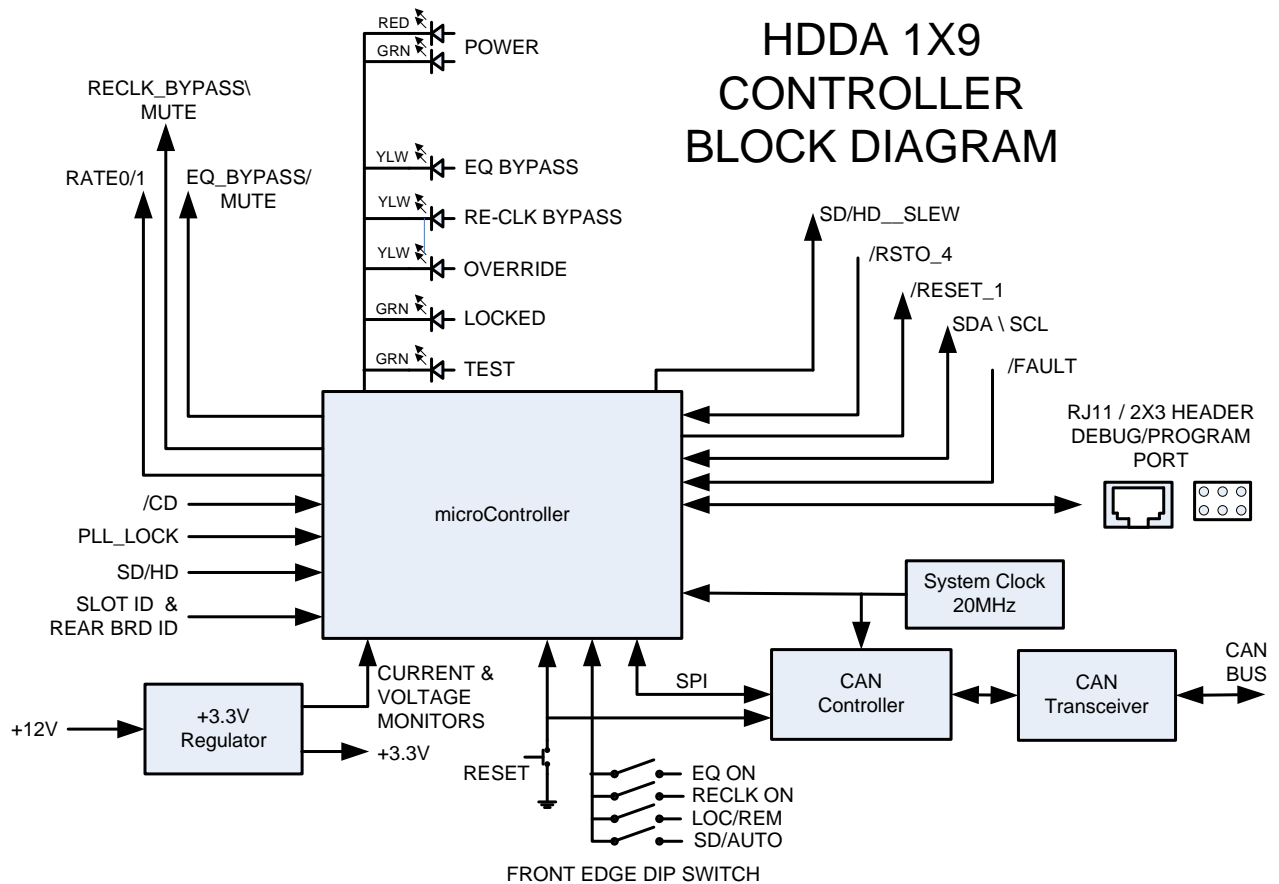 HDDA 1X9
CONTROLLER
BLOCK DIAGRAM
RED
GRN
POWER
RECLK_BYPASS\
MUTE
RATE0/1
EQ_BYPASS/
MUTE
YLW
EQ BYPASS
YLW
RE-CLK BYPASS
YLW
OVERRIDE
GRN
LOCKED
GRN
TEST
SD/HD__SLEW
/RSTO_4
/RESET_1
SDA \ SCL
/FAULT
RJ11 / 2X3 HEADER
DEBUG/PROGRAM
PORT
/CD
PLL_LOCK
SD/HD
SLOT ID &
REAR BRD ID
microController
System Clock
20MHz
+12V
+3.3V
Regulator
CURRENT &
VOLTAGE
MONITORS
+3.3V
SPI
CAN
Controller
CAN
Transceiver
CAN
BUS
RESET
EQ ON
RECLK ON
LOC/REM
SD/AUTO
FRONT EDGE DIP SWITCH